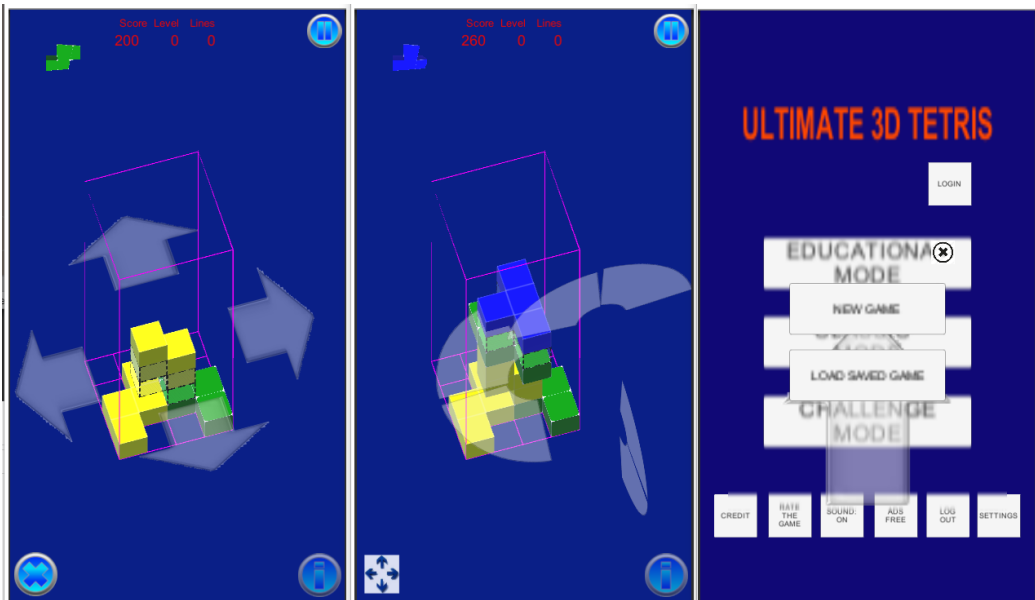 Score Level Lines
200 0 0
Score Level Lines
260 0 0
ULTIMATE 3D TETRIS
LOGIN
EDUCATIONA
MODE
NEW GAME
MODE
LOAD SAVED GAME
CHALLENGE
MODE
CREDIT
RATE
THE
GAME
SOUND:
ON
ADS
FREE
LOG
OUT
SETTINGS